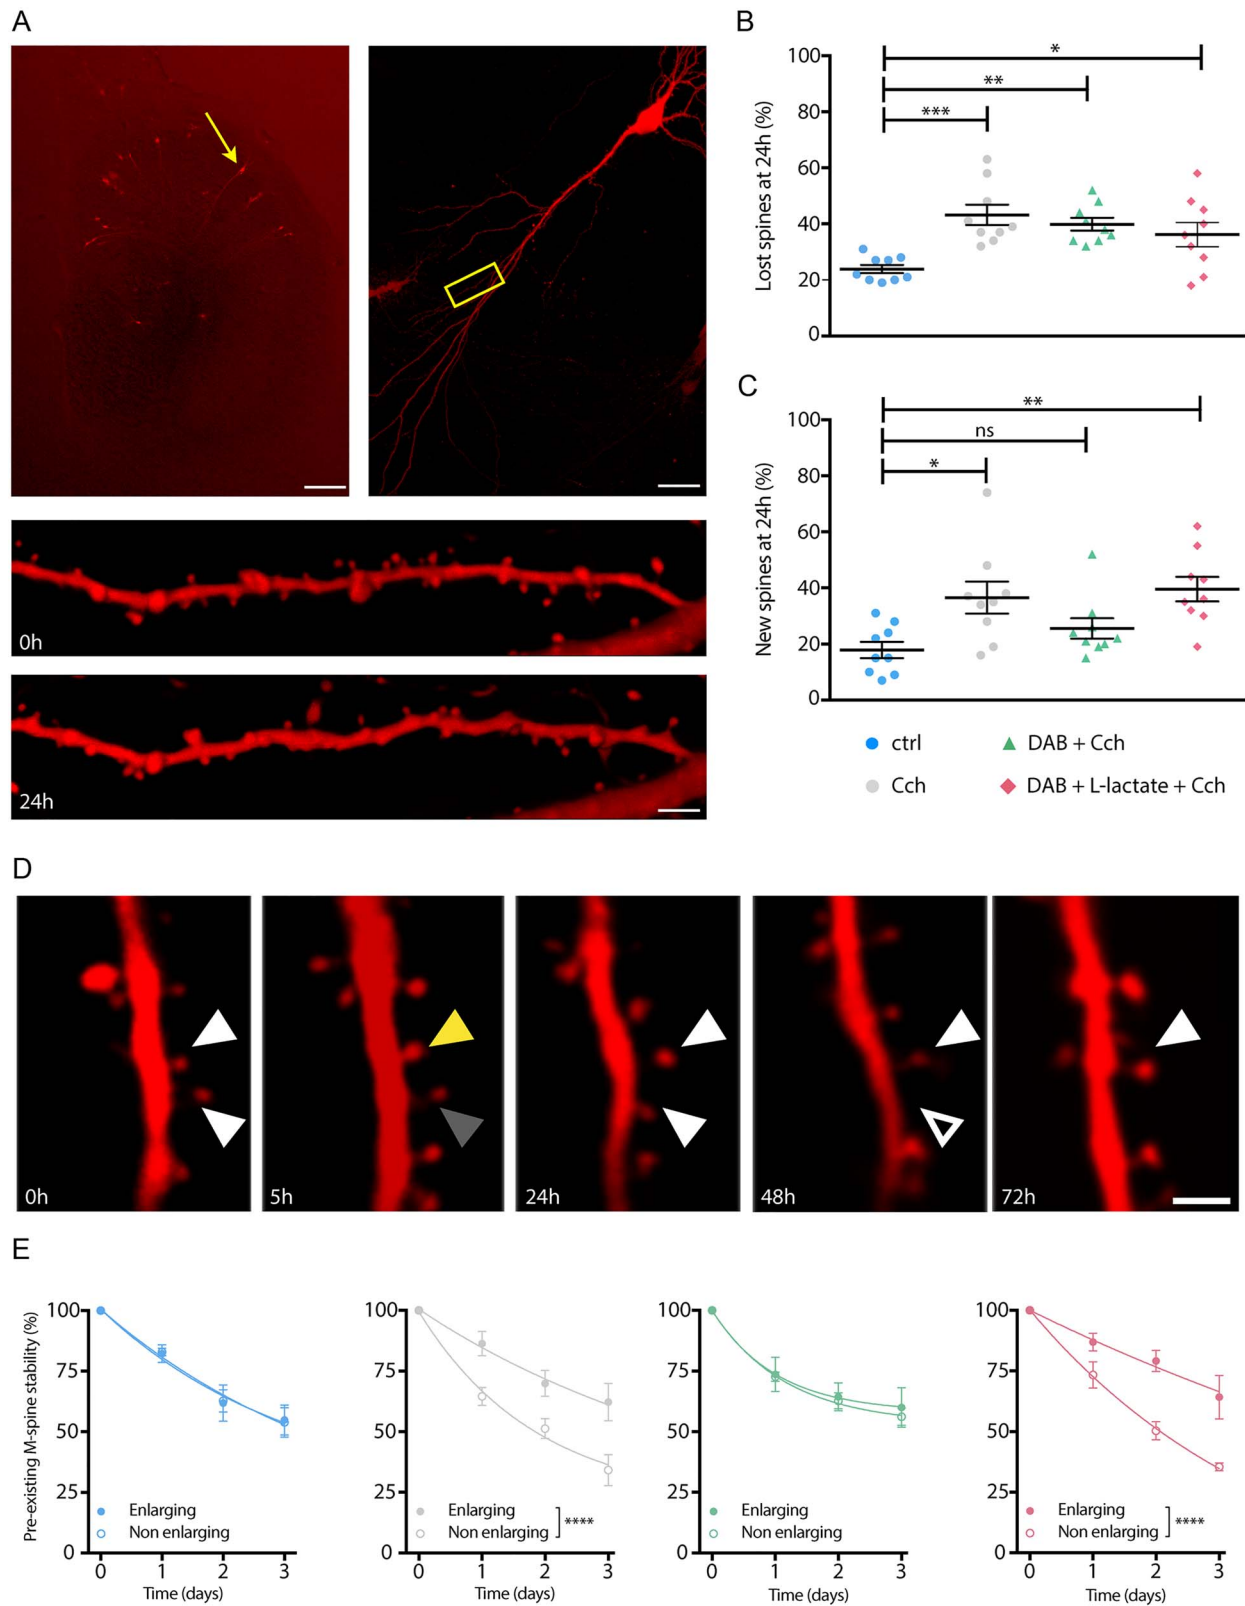 A
0h
24h
B
Lost spines at 24h (%)
100
80
60
40
20
0
*
**
***
C
New spines at 24h (%)
100
80
60
40
20
0
**
ns
*
ctrl
DAB + Cch
Cch
DAB + L-lactate + Cch
D
0h
5h
24h
48h
72h
E
Pre-existing M-spine stability (%)
100
75
50
25
0
Enlarging
Non enlarging
0 1 2 3
Time (days)
100
75
50
25
0
Enlarging
Non enlarging
****
0 1 2 3
Time (days)
100
75
50
25
0
Enlarging
Non enlarging
0 1 2 3
Time (days)
100
75
50
25
0
Enlarging
Non enlarging
****
0 1 2 3
Time (days)